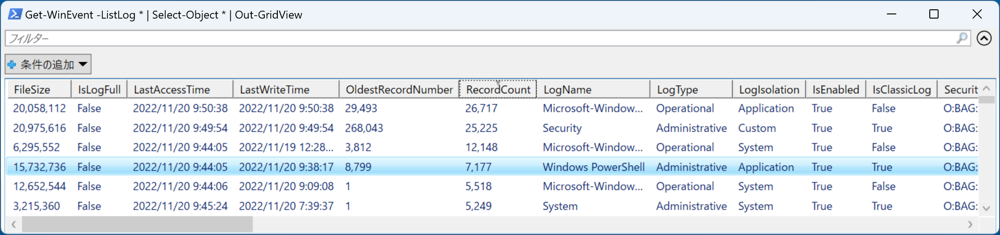 Get-WinEvent -ListLog * | Select-Object * | Out-GridView
フィルター
条件の追加
FileSize IsLogFull LastAccessTime LastWriteTime OldestRecordNumber RecordCount LogName LogType LogIsolation IsEnabled IsClassicLog Securit
20,058,112 False 2022/11/20 9:50:38 2022/11/20 9:50:38 29,493 26,717 Microsoft-Window... Operational Application True False O:BAG:
20,975,616 False 2022/11/20 9:49:54 2022/11/20 9:49:54 268,043 25,225 Security Administrative Custom True True O:BAG:
6,295,552 False 2022/11/20 9:44:05 2022/11/19 12:28... 3,812 12,148 Microsoft-Window... Operational System True False O:BAG:
15,732,736 False 2022/11/20 9:44:05 2022/11/20 9:38:17 8,799 7,177 Windows PowerShell Administrative Application True True O:BAG:
12,652,544 False 2022/11/20 9:44:06 2022/11/20 9:09:08 1 5,518 Microsoft-Window... Operational System True False O:BAG:
3,215,360 False 2022/11/20 9:45:24 2022/11/20 7:39:37 1 5,249 System Administrative System True True O:BAG: